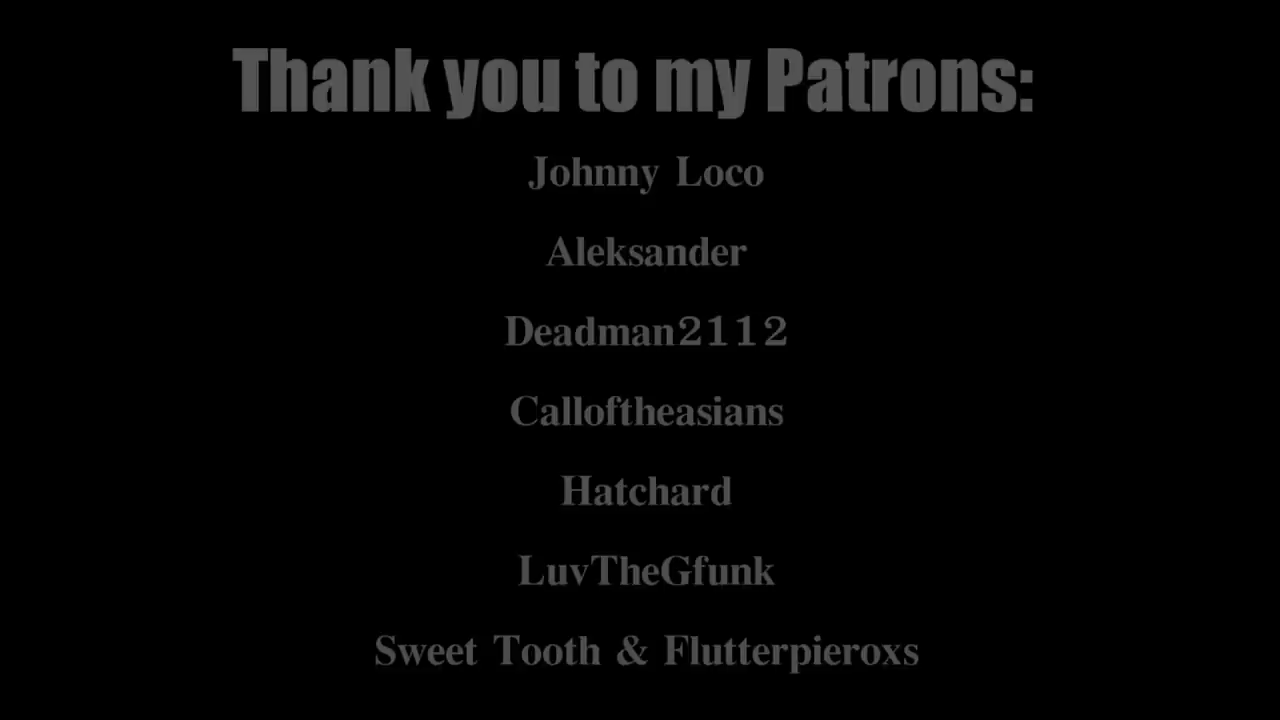 Thank you to my Patrons:
Johnny Loco
Aleksander
Deadman2112
Calloftheasians
Hatchard
LuvTheGfunk
Sweet Tooth & Flutterpieroxs